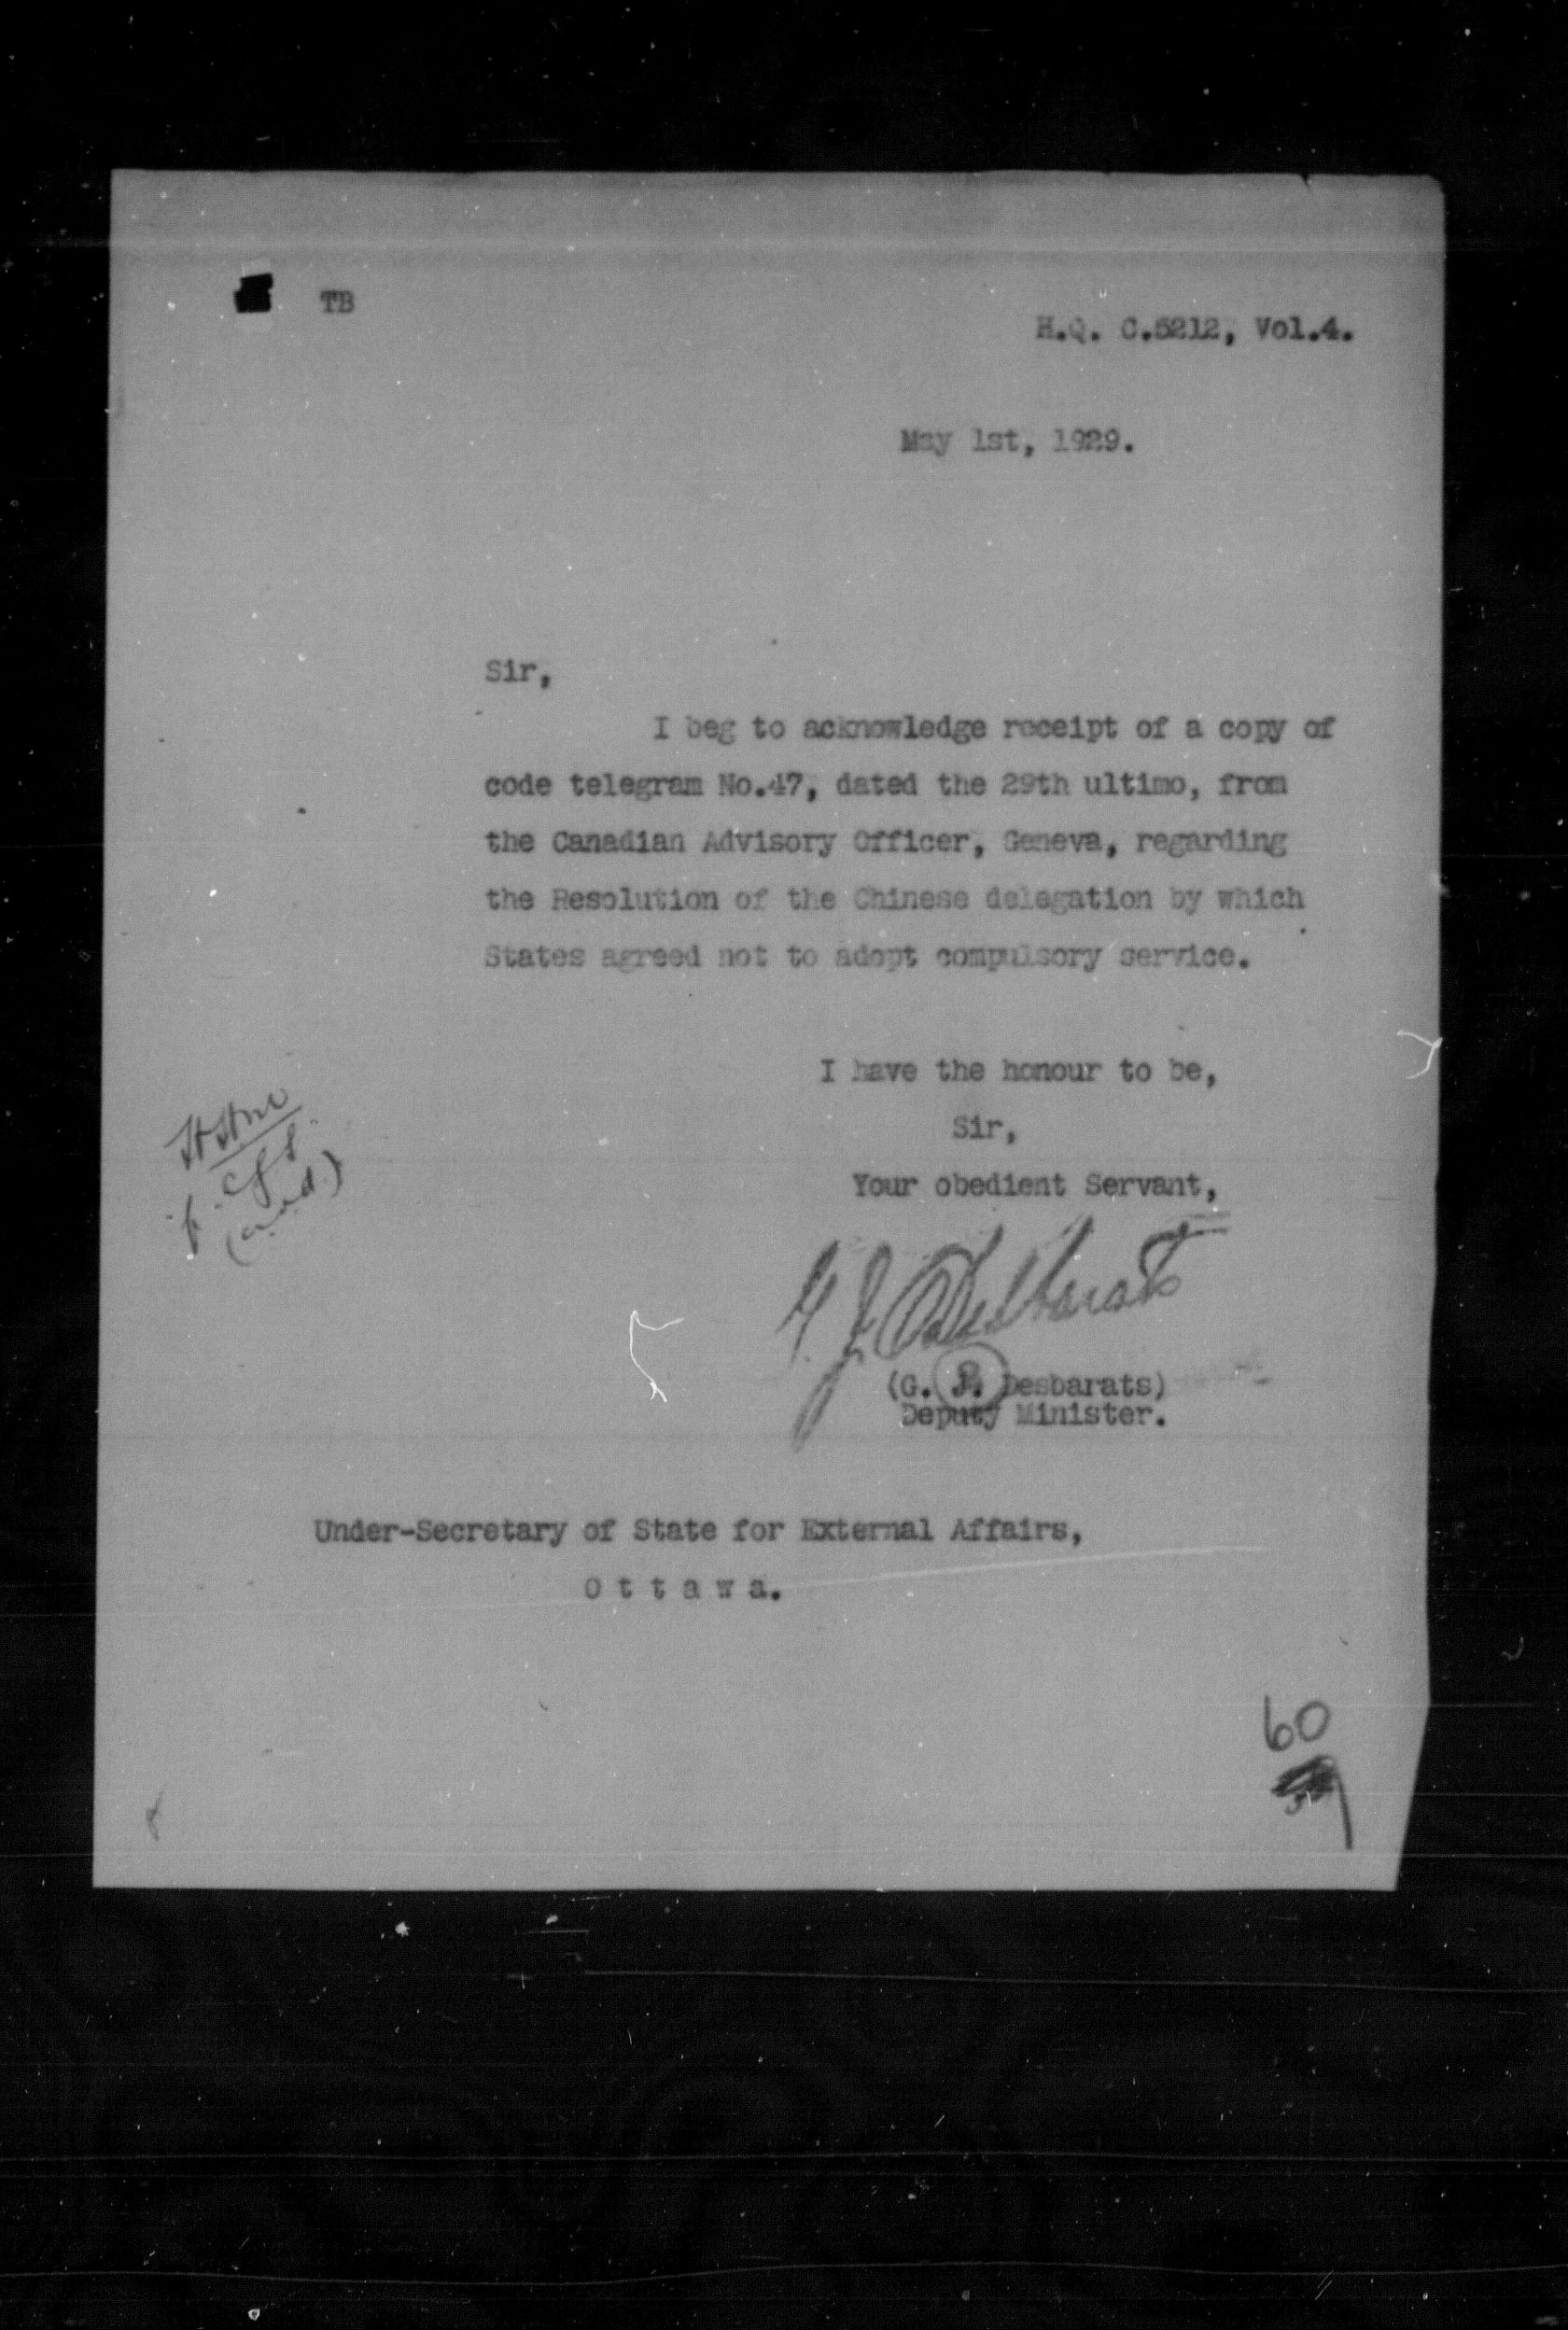 TB
H.Q. C.5212, Vol.4.
May 1st, 1929.
Sir,
I beg to acknowledge receipt of a copy of
code telegram No.47, dated the 29th ultimo, from
the Canadian Advisory Officer, Geneva, regarding
the Resolution of the Chinese delegation by which
States agreed not to adopt compulsory service.
I have the honour to be,
Sir,
Your obedient Servant,
G. J. Desbarats
(G. J. Desbarats)
Deputy Minister.
Under-Secretary of State for External Affairs,
O t t a w a.
60